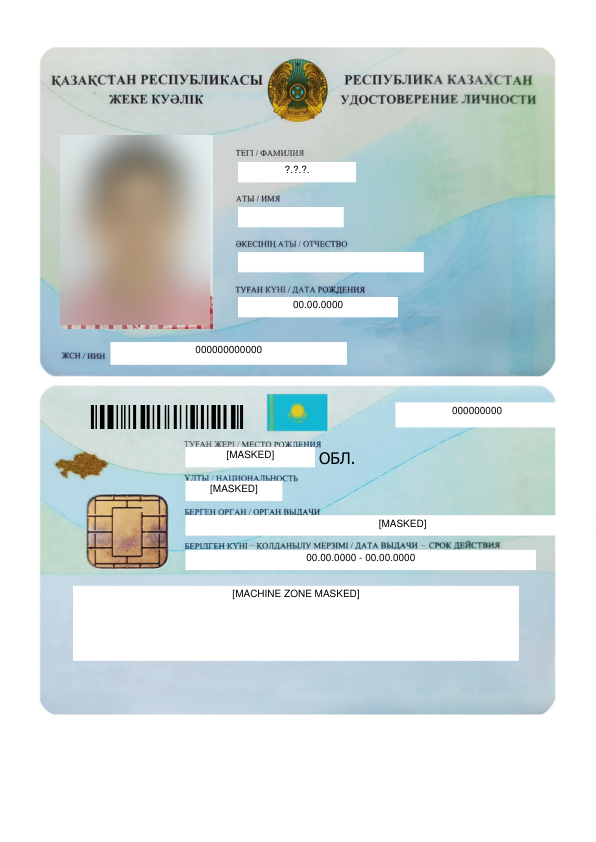 ҚАЗАҚСТАН РЕСПУБЛИКАСЫ
ЖЕКЕ КУӘЛІК
РЕСПУБЛИКА КАЗАХСТАН
УДОСТОВЕРЕНИЕ ЛИЧНОСТИ
ТЕГІ / ФАМИЛИЯ
?.?.?.
АТЫ / ИМЯ
ӘКЕСІНІҢ АТЫ / ОТЧЕСТВО
ТУҒАН КҮНІ / ДАТА РОЖДЕНИЯ
00.00.0000
ЖСН / ИИН
000000000000
000000000
ТУҒАН ЖЕРІ / МЕСТО РОЖДЕНИЯ
[MASKED] ОБЛ.
ҰЛТЫ / НАЦИОНАЛЬНОСТЬ
[MASKED]
БЕРГЕН ОРГАН / ОРГАН ВЫДАЧИ
[MASKED]
БЕРІЛГЕН КҮНІ – ҚОЛДАНЫЛУ МЕРЗІМІ / ДАТА ВЫДАЧИ – СРОК ДЕЙСТВИЯ
00.00.0000 - 00.00.0000
[MACHINE ZONE MASKED]